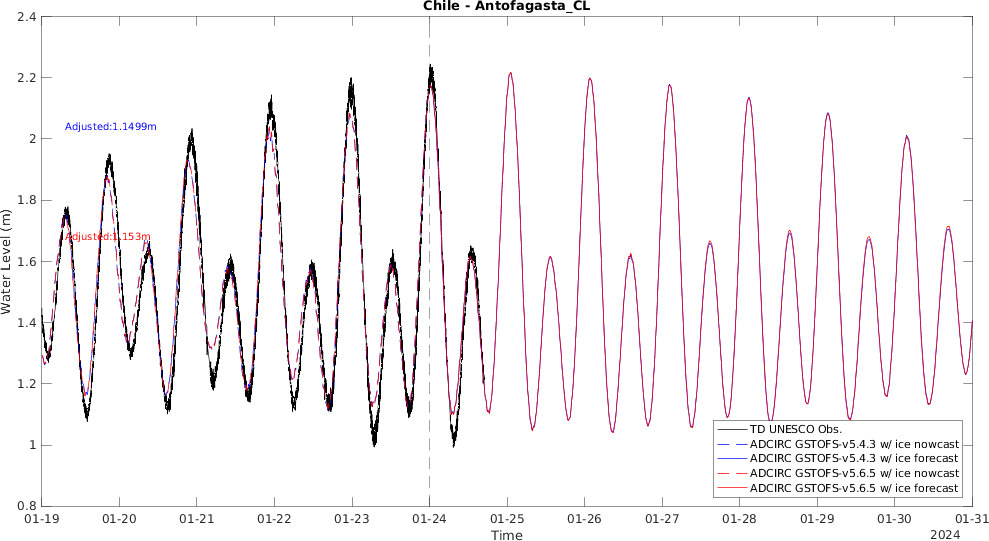 Chile - Antofagasta_CL
2.4
2.2
2
1.8
1.6
1.4
1.2
1
0.8
Water Level (m)
Adjusted:1.1499m
Adjusted:1.153m
TD UNESCO Obs.
ADCIRC GSTOFS-v5.4.3 w/ ice nowcast
ADCIRC GSTOFS-v5.4.3 w/ ice forecast
ADCIRC GSTOFS-v5.6.5 w/ ice nowcast
ADCIRC GSTOFS-v5.6.5 w/ ice forecast
01-19 01-20 01-21 01-22 01-23 01-24 01-25 01-26 01-27 01-28 01-29 01-30 01-31
Time
2024